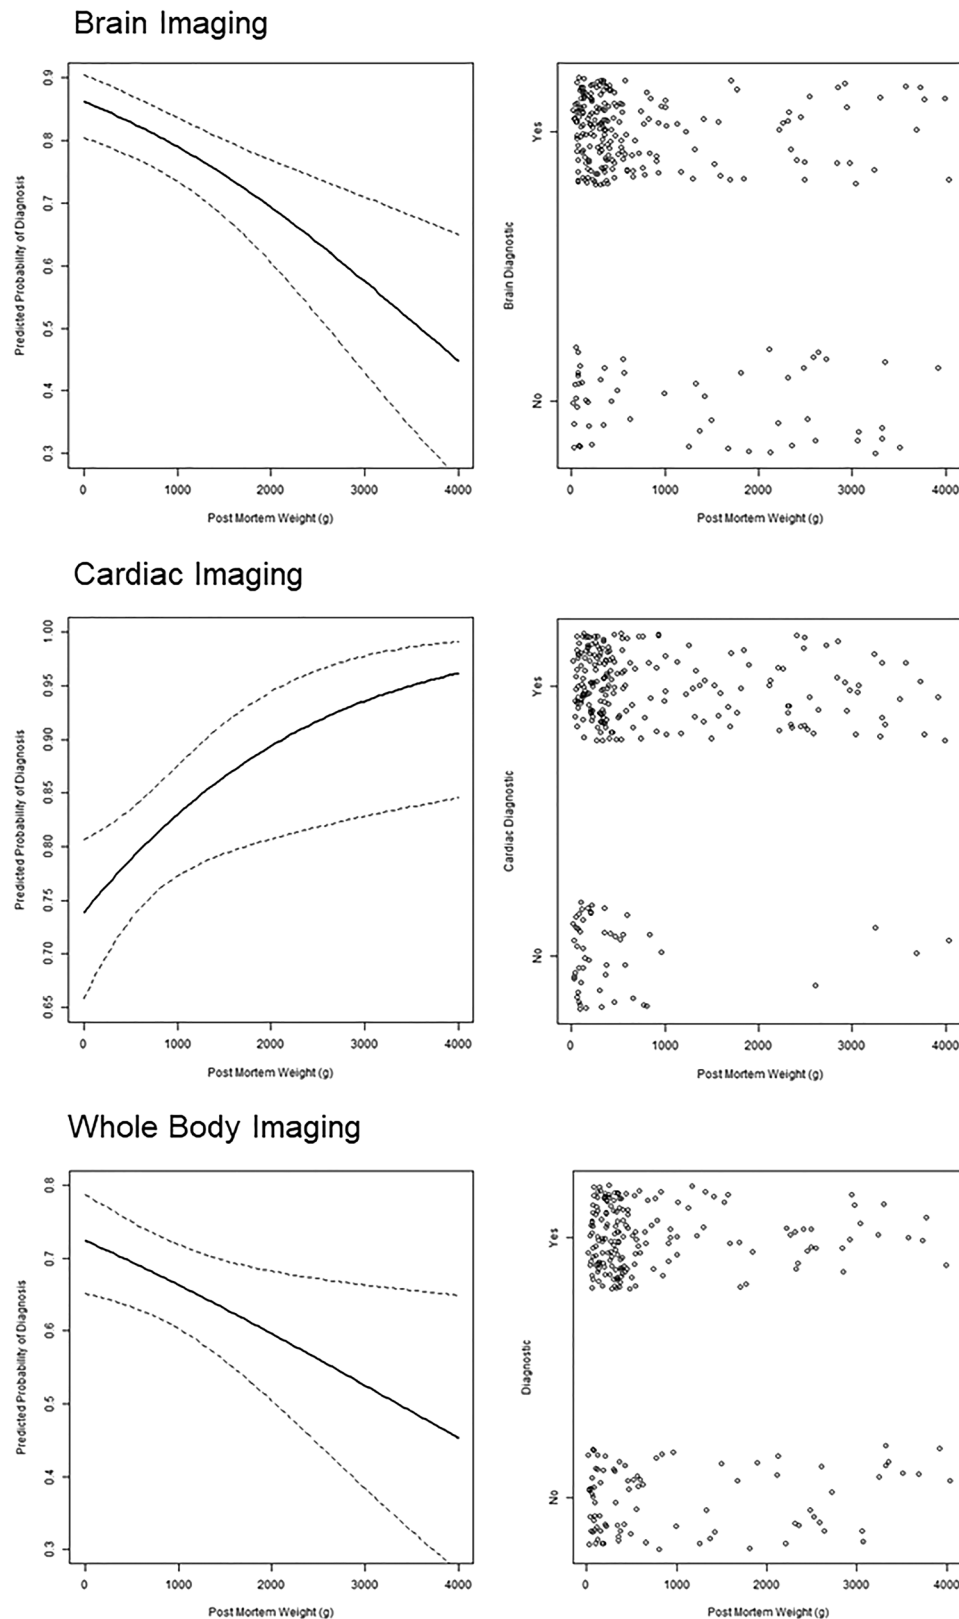 Brain Imaging
Predicted Probability of Diagnosis
0.9
0.8
0.7
0.6
0.5
0.4
0.3
0 1000 2000 3000 4000
Post Mortem Weight (g)
Brain Diagnostic
Yes
No
0 1000 2000 3000 4000
Post Mortem Weight (g)
Cardiac Imaging
Predicted Probability of Diagnosis
1.00
0.95
0.90
0.85
0.80
0.75
0.70
0.65
0 1000 2000 3000 4000
Post Mortem Weight (g)
Cardiac Diagnostic
Yes
No
0 1000 2000 3000 4000
Post Mortem Weight (g)
Whole Body Imaging
Predicted Probability of Diagnosis
0.8
0.7
0.6
0.5
0.4
0.3
0 1000 2000 3000 4000
Post Mortem Weight (g)
Diagnostic
Yes
No
0 1000 2000 3000 4000
Post Mortem Weight (g)